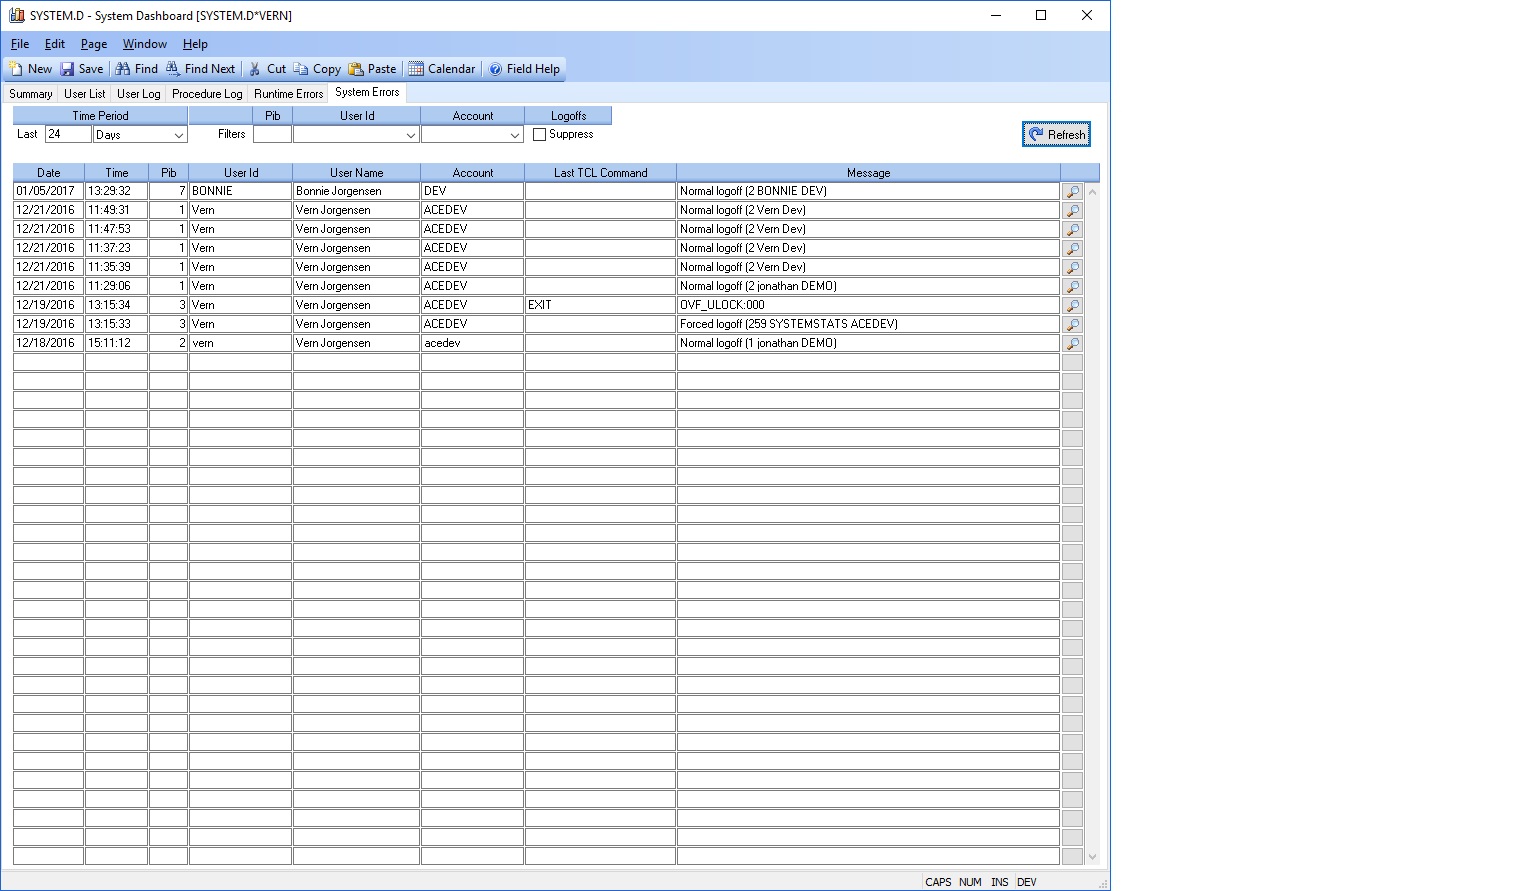 SYSTEM.D - System Dashboard [SYSTEM.D*VERN]
File Edit Page Window Help
New Save Find Find Next Cut Copy Paste Calendar Field Help
Summary User List User Log Procedure Log Runtime Errors System Errors
Time Period Pib User Id Account Logoffs
Last 24 Days Filters Suppress Refresh
Date Time Pib User Id User Name Account Last TCL Command Message
01/05/2017 13:29:32 7 BONNIE Bonnie Jorgensen DEV Normal logoff (2 BONNIE DEV)
12/21/2016 11:49:31 1 Vern Vern Jorgensen ACEDEV Normal logoff (2 Vern Dev)
12/21/2016 11:47:53 1 Vern Vern Jorgensen ACEDEV Normal logoff (2 Vern Dev)
12/21/2016 11:37:23 1 Vern Vern Jorgensen ACEDEV Normal logoff (2 Vern Dev)
12/21/2016 11:35:39 1 Vern Vern Jorgensen ACEDEV Normal logoff (2 Vern Dev)
12/21/2016 11:29:06 1 Vern Vern Jorgensen ACEDEV Normal logoff (2 jonathan DEMO)
12/19/2016 13:15:34 3 Vern Vern Jorgensen ACEDEV EXIT OVF_ULOCK:000
12/19/2016 13:15:33 3 Vern Vern Jorgensen ACEDEV Forced logoff (259 SYSTEMSTATS ACEDEV)
12/18/2016 15:11:12 2 vern Vern Jorgensen acedev Normal logoff (1 jonathan DEMO)
CAPS NUM INS DEV